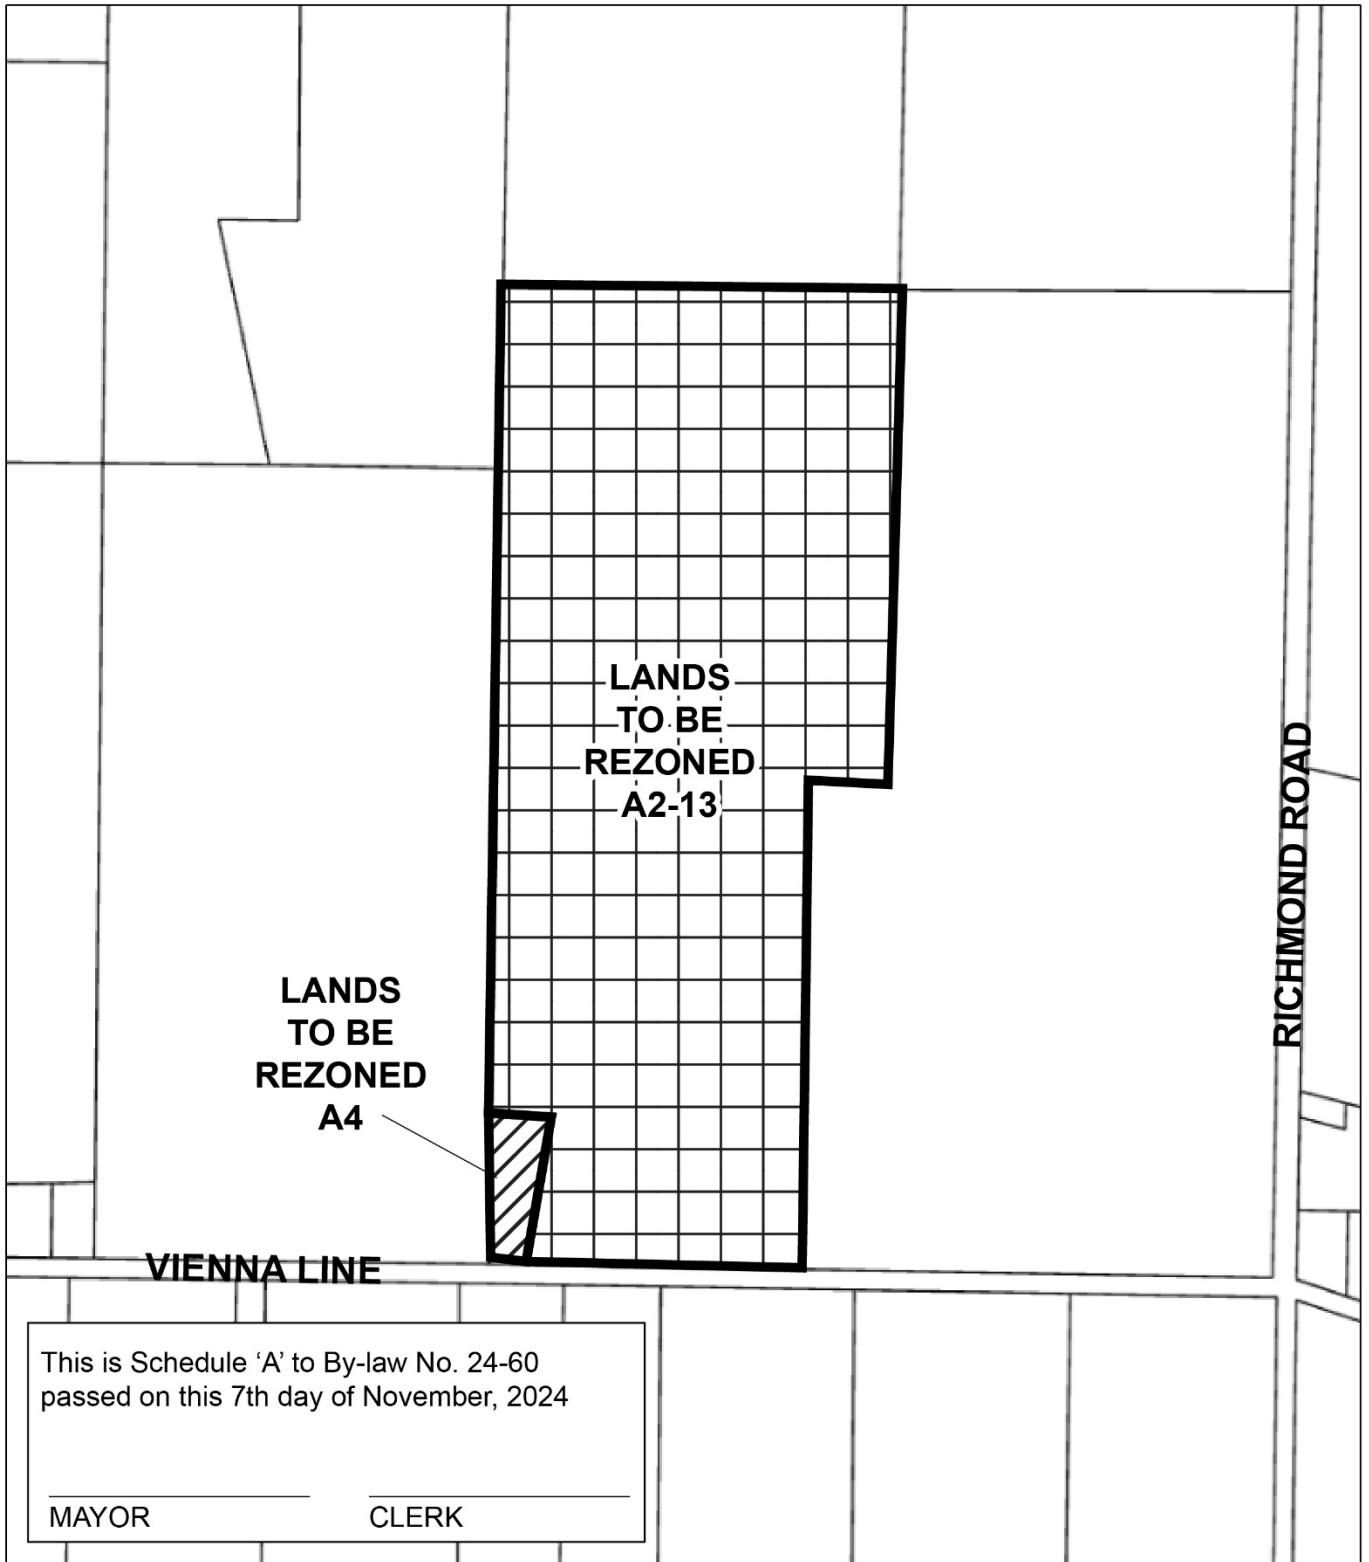 LANDS
TO BE
REZONED
A2-13
RICHMOND ROAD
LANDS
TO BE
REZONED
A4
VIENNA LINE
This is Schedule ‘A’ to By-law No. 24-60
passed on this 7th day of November, 2024
MAYOR
CLERK